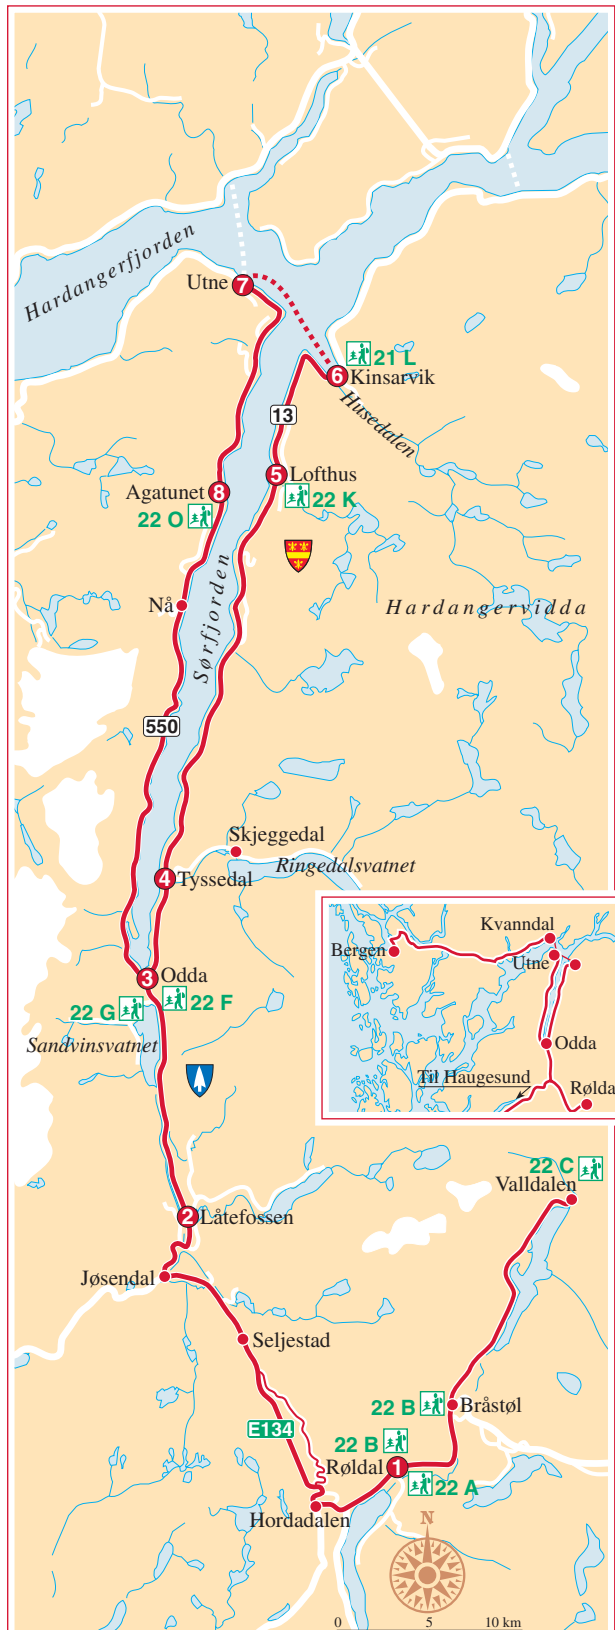 Hardangerfjorden
Utne
7
21 L
6
Kinsarvik
Husedalen
13
5
Lofthus
22 K
Agatunet
8
22 O
Nå
Sørfjorden
Hardangervidda
550
Skjeggedal
Ringedalsvatnet
4
Tyssedal
3
Odda
22 G
22 F
Sandvinsvatnet
Kvanndal
Bergen
Utne
Odda
Til Haugesund
Rølda
22 C
Valldalen
2
Låtefossen
Jøsendal
Seljestad
22 B
Bråstøl
E134
22 B
Røldal
1
22 A
Hordadalen
N
0 5 10 km